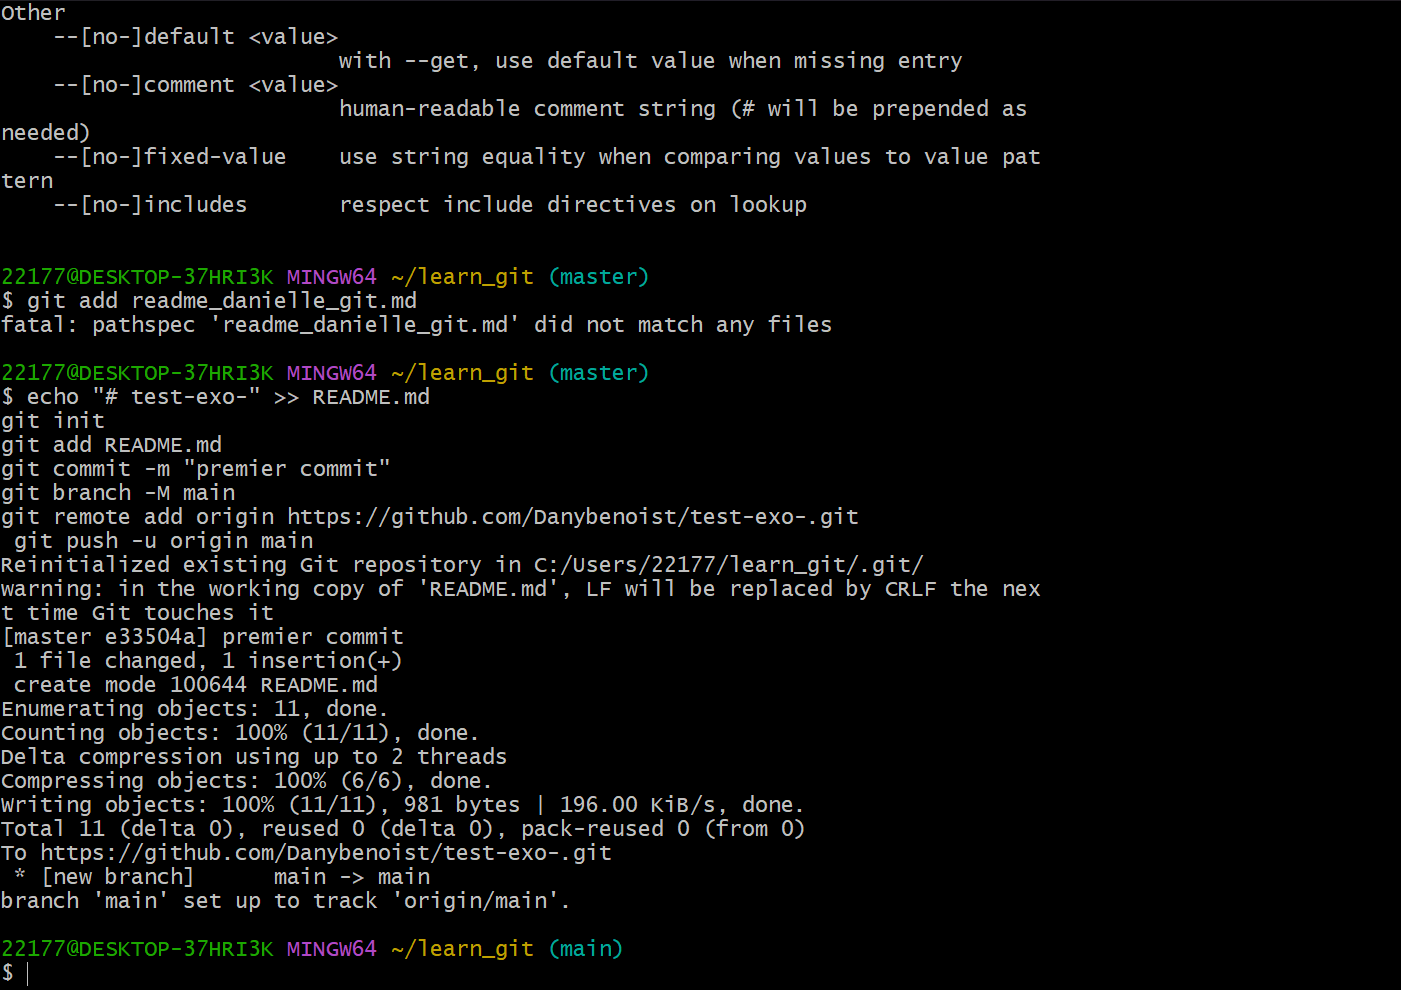 Other
    --[no-]default <value>
                          with --get, use default value when missing entry
    --[no-]comment <value>
                          human-readable comment string (# will be prepended as
needed)
    --[no-]fixed-value    use string equality when comparing values to value pat
tern
    --[no-]includes       respect include directives on lookup

22177@DESKTOP-37HRI3K MINGW64 ~/learn_git (master)
$ git add readme_danielle_git.md
fatal: pathspec 'readme_danielle_git.md' did not match any files

22177@DESKTOP-37HRI3K MINGW64 ~/learn_git (master)
$ echo "# test-exo-" >> README.md
git init
git add README.md
git commit -m "premier commit"
git branch -M main
git remote add origin https://github.com/Danybenoist/test-exo-.git
 git push -u origin main
Reinitialized existing Git repository in C:/Users/22177/learn_git/.git/
warning: in the working copy of 'README.md', LF will be replaced by CRLF the nex
t time Git touches it
[master e33504a] premier commit
 1 file changed, 1 insertion(+)
 create mode 100644 README.md
Enumerating objects: 11, done.
Counting objects: 100% (11/11), done.
Delta compression using up to 2 threads
Compressing objects: 100% (6/6), done.
Writing objects: 100% (11/11), 981 bytes | 196.00 KiB/s, done.
Total 11 (delta 0), reused 0 (delta 0), pack-reused 0 (from 0)
To https://github.com/Danybenoist/test-exo-.git
 * [new branch]      main -> main
branch 'main' set up to track 'origin/main'.

22177@DESKTOP-37HRI3K MINGW64 ~/learn_git (main)
$